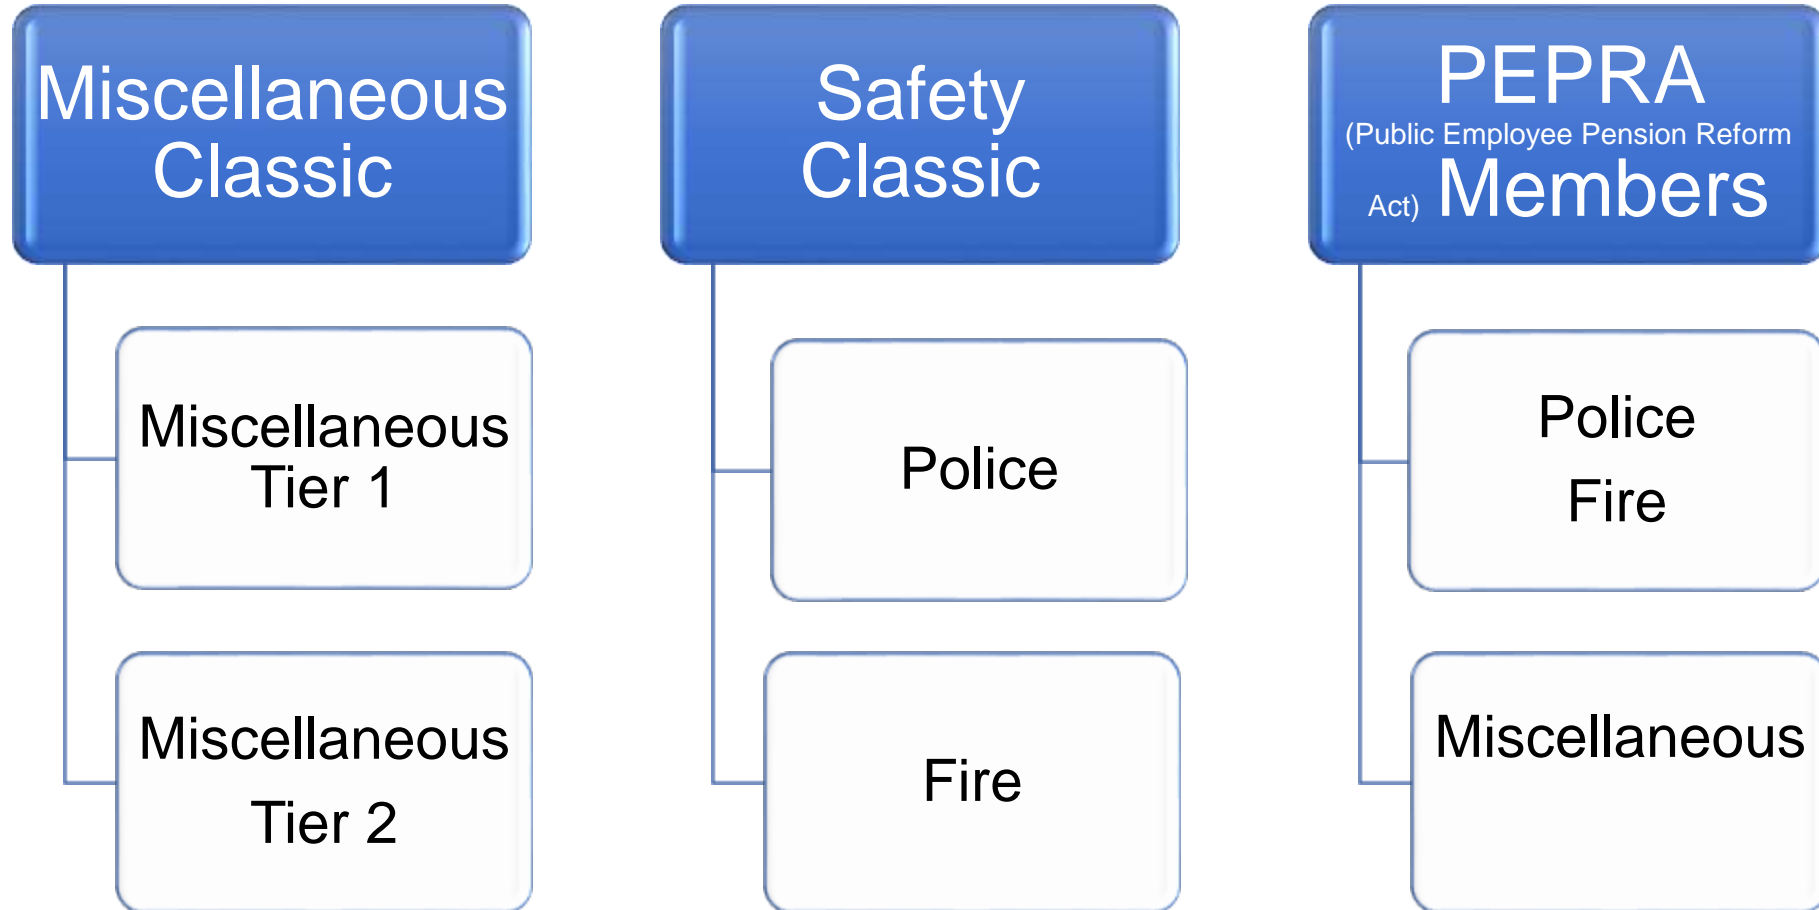 Miscellaneous
Classic
Miscellaneous
Tier 1
Miscellaneous
Tier 2
Safety
Classic
Police
Fire
PEPRA
(Public Employee Pension Reform
Act) Members
Police
Fire
Miscellaneous